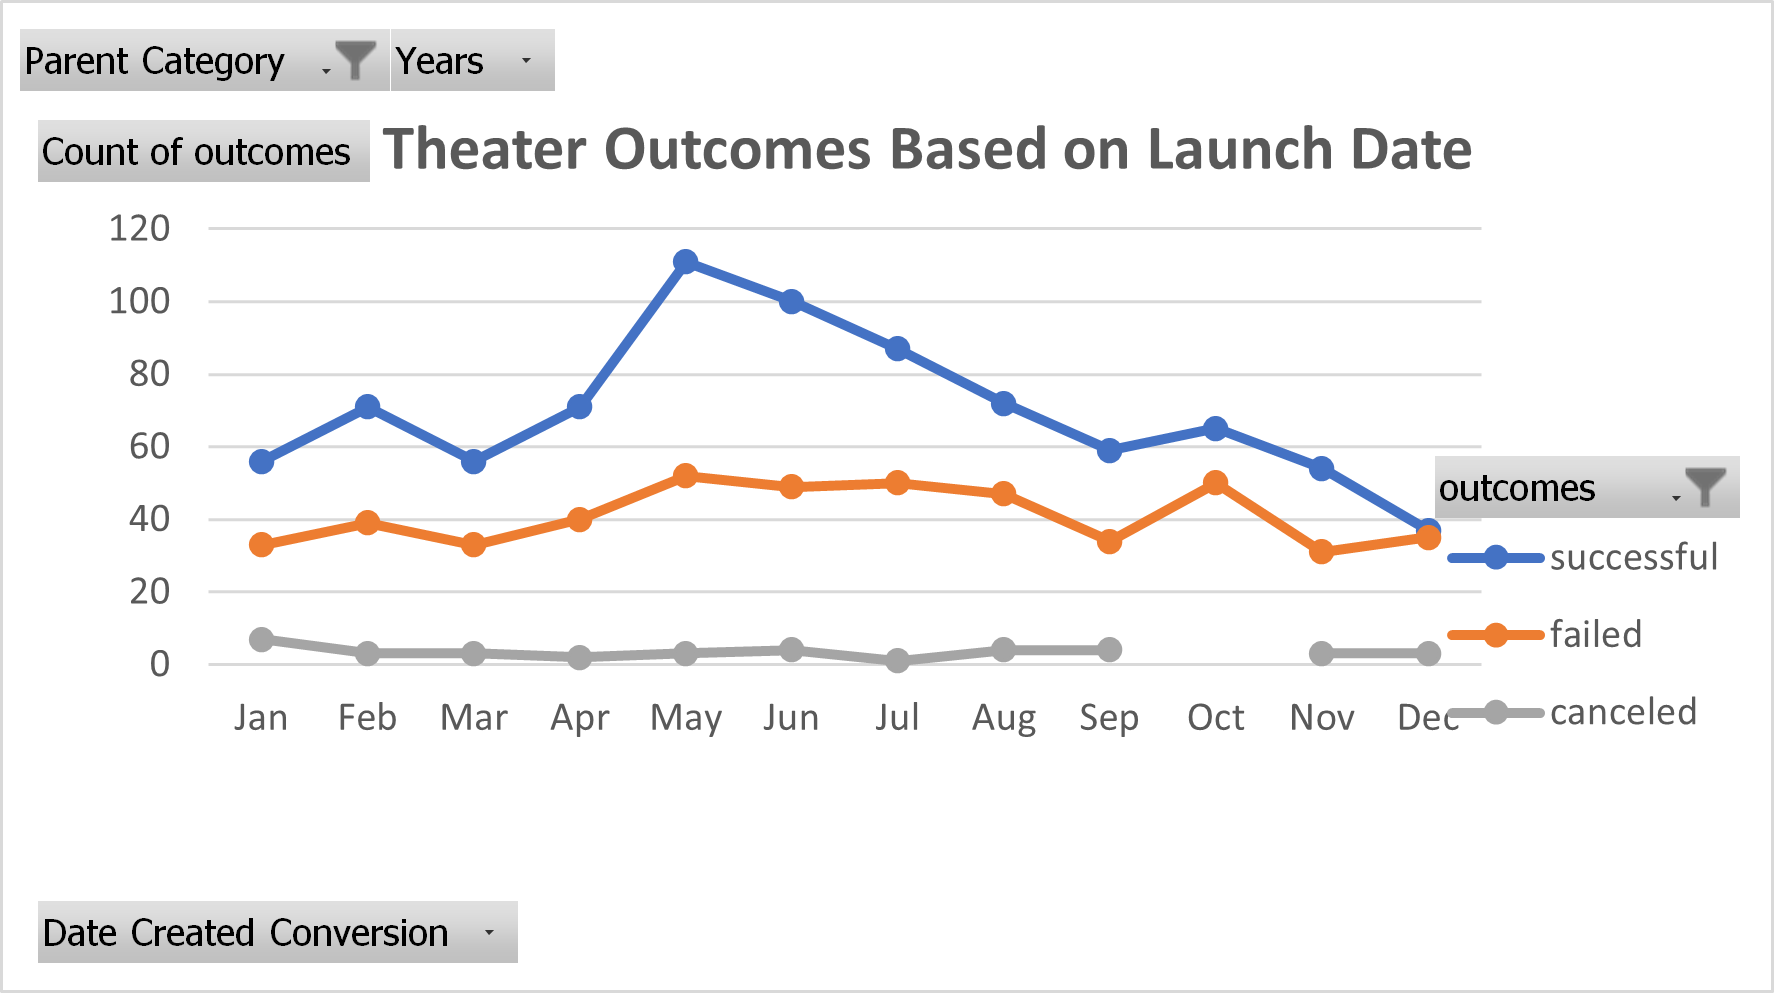 Parent Category Years
Count of outcomes Theater Outcomes Based on Launch Date
120
100
80
60
40
20
0
Jan Feb Mar Apr May Jun Jul Aug Sep Oct Nov Dec
outcomes
successful
failed
canceled
Date Created Conversion